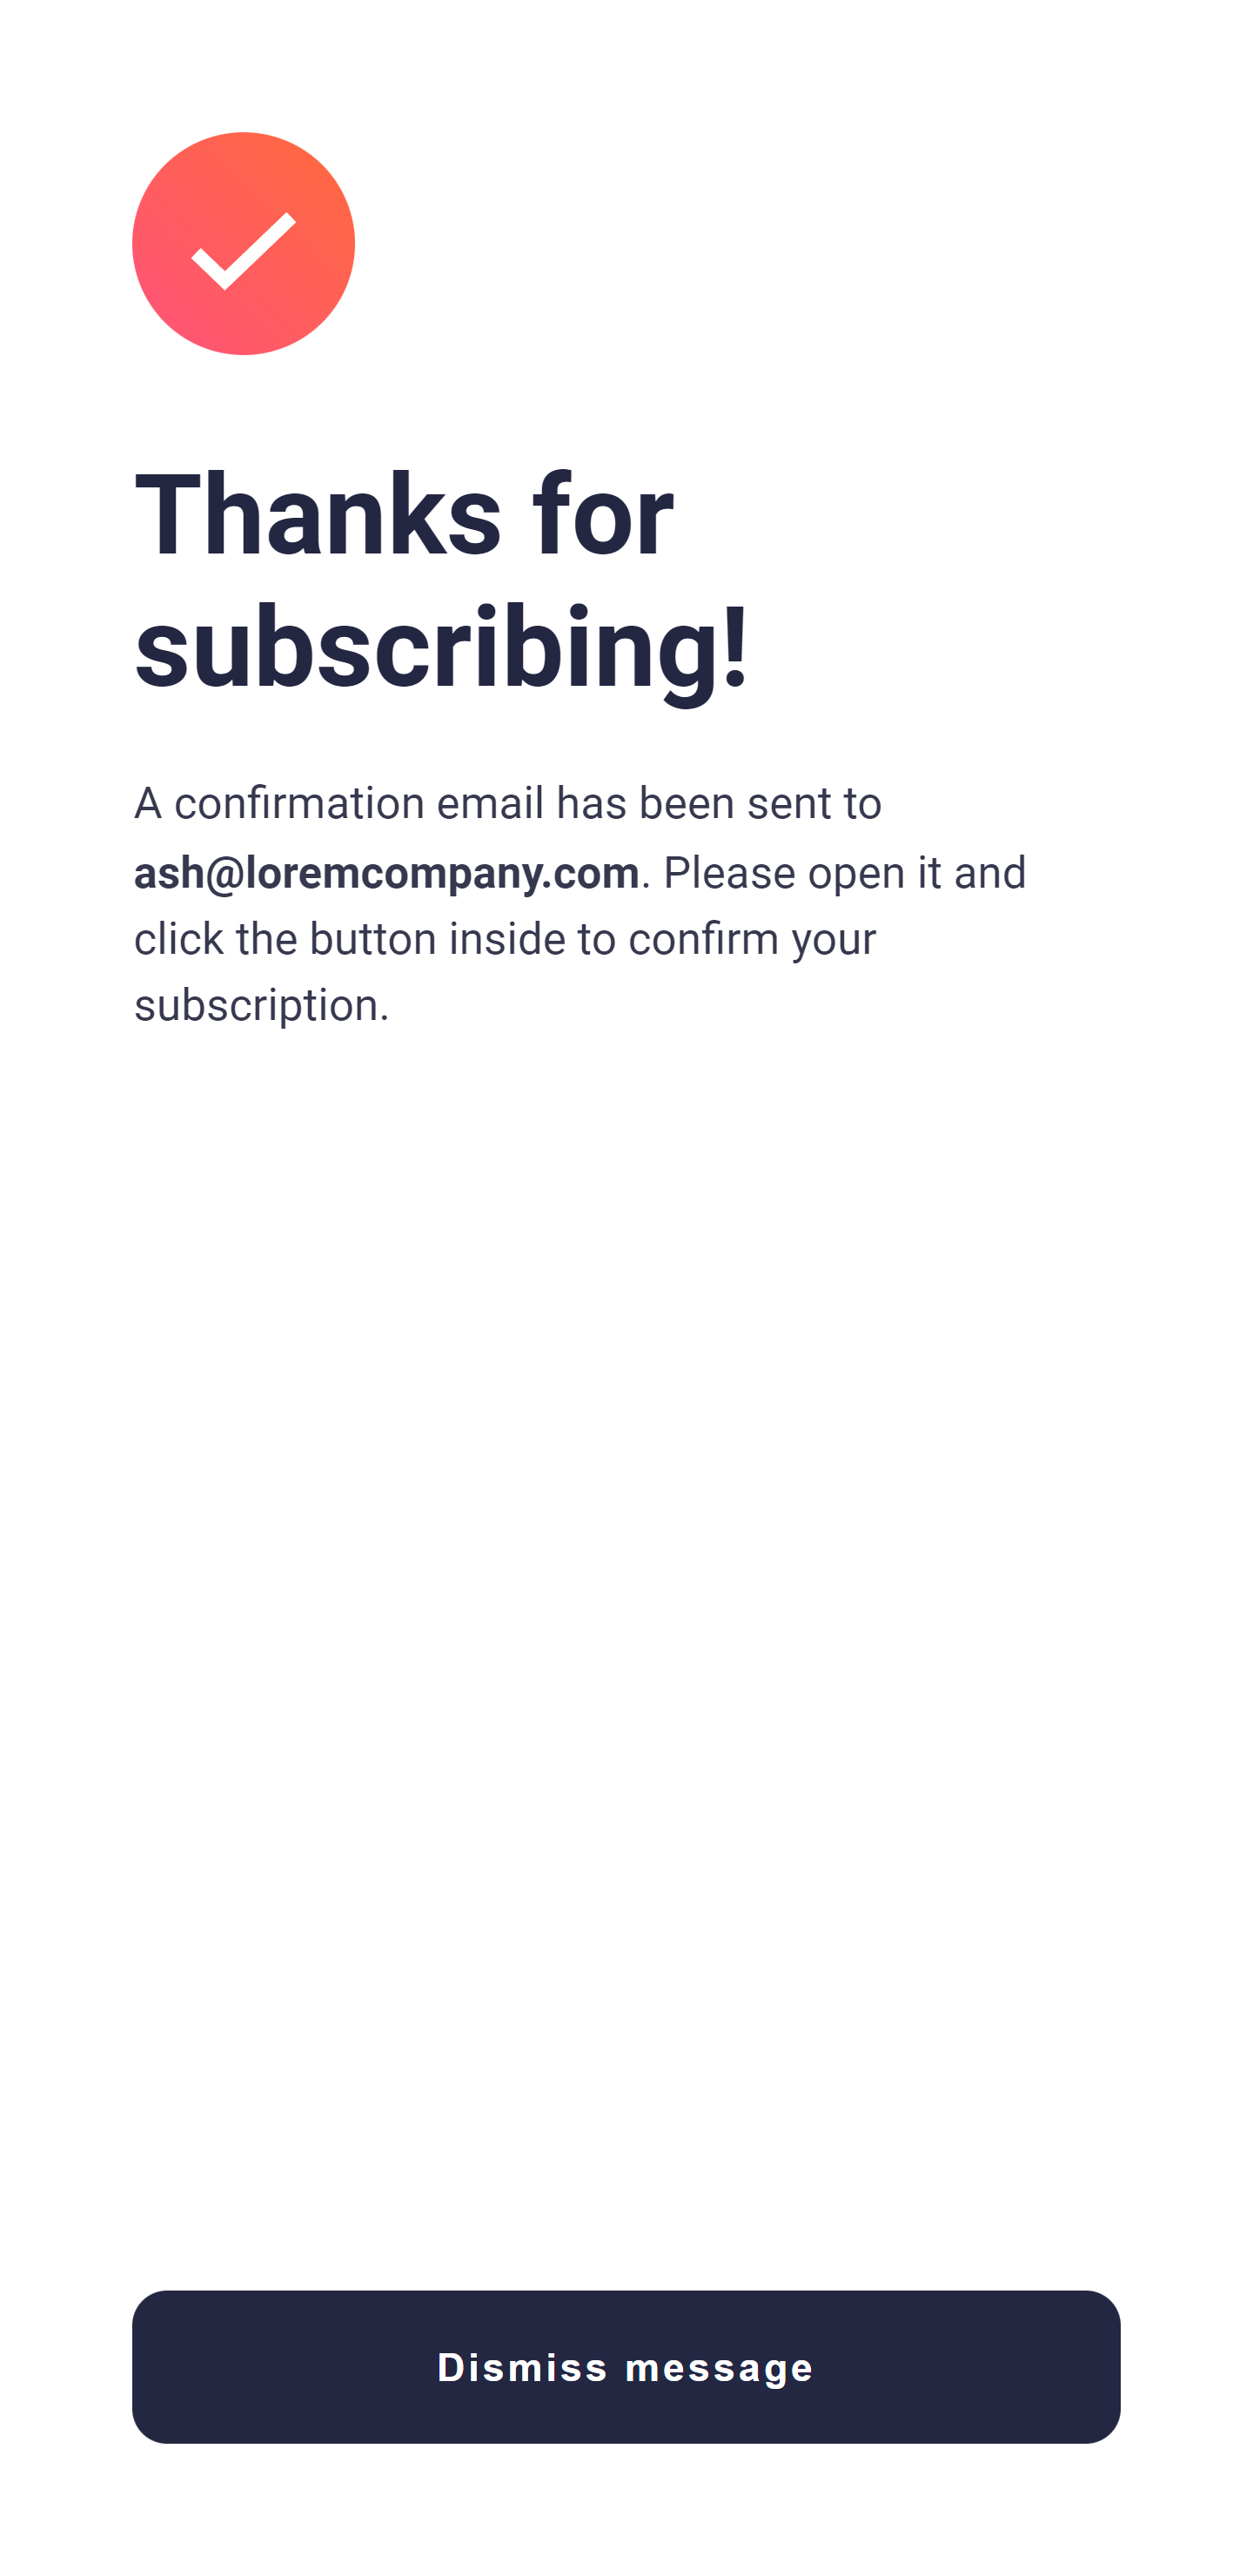 Thanks for
subscribing!
A confirmation email has been sent to
ash@loremcompany.com. Please open it and
click the button inside to confirm your
subscription.
Dismiss message